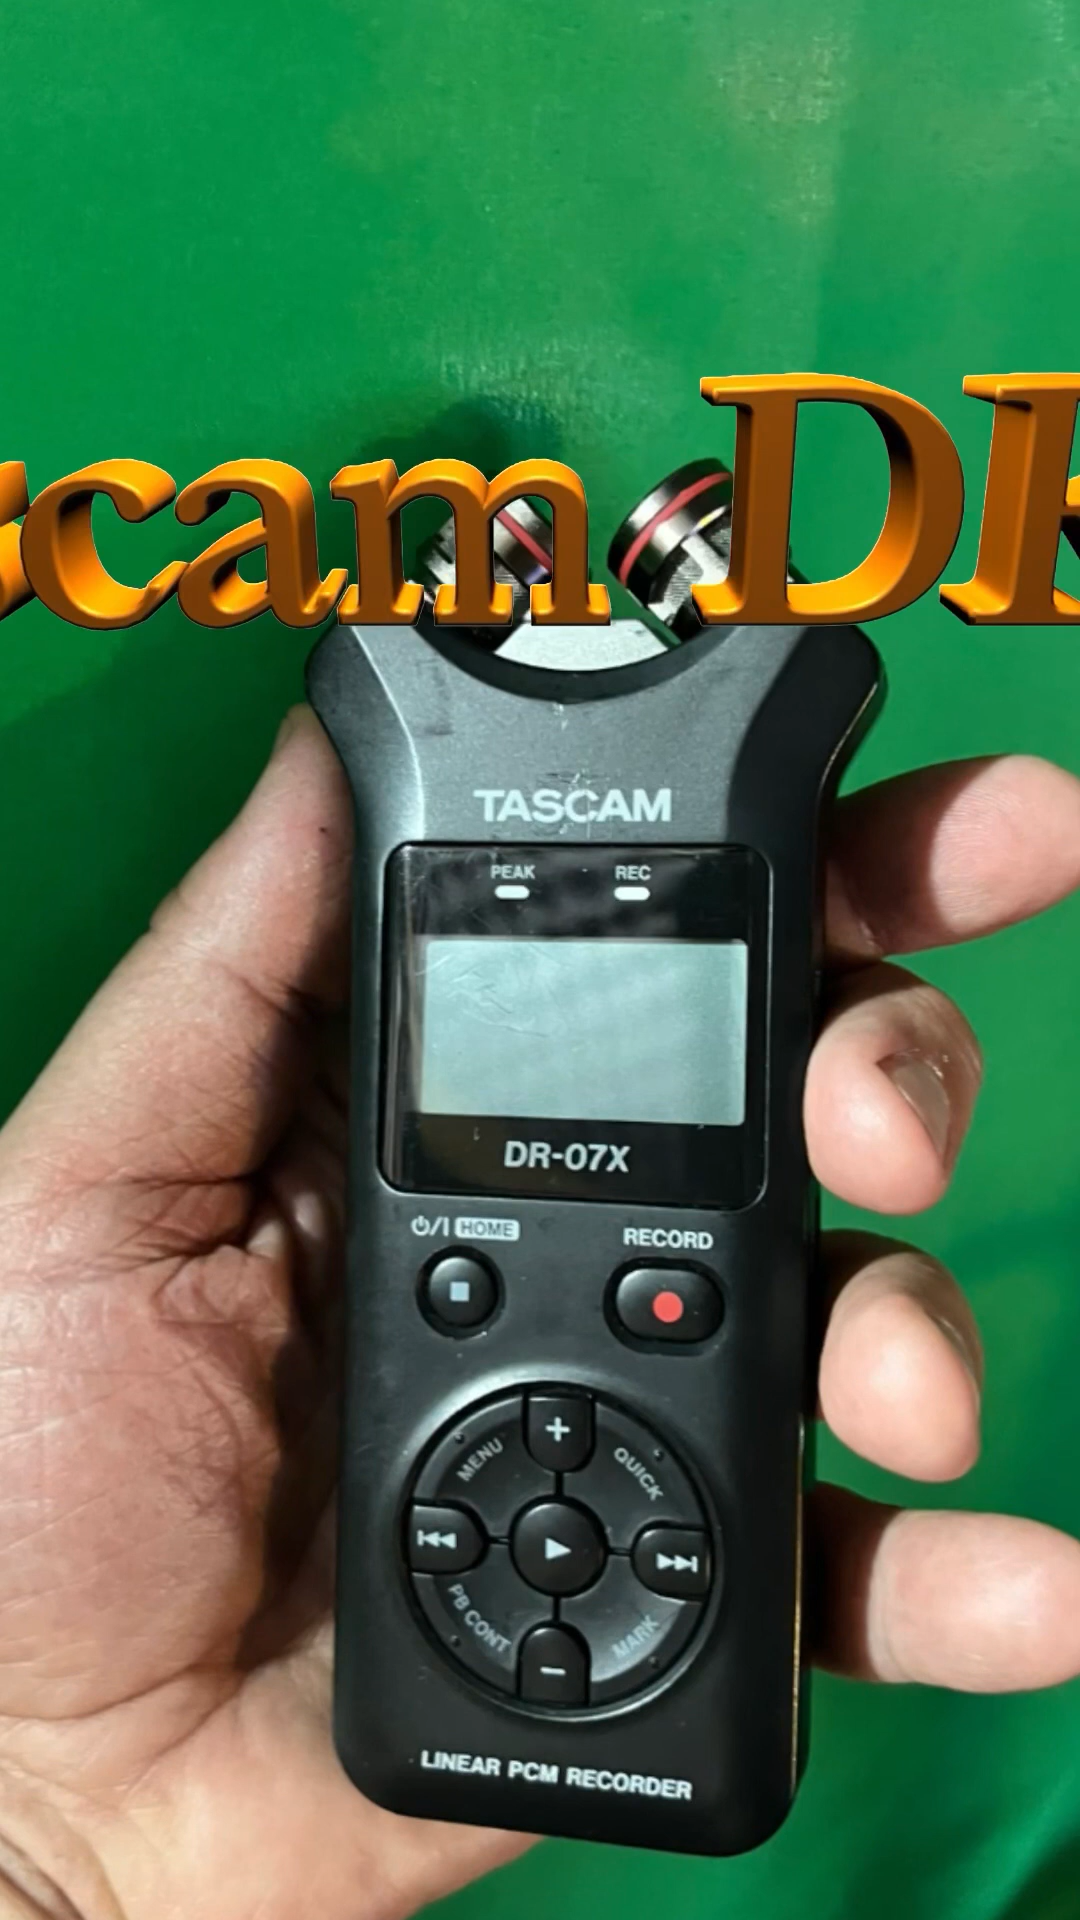 scam DR
TASCAM
PEAK REC
DR-07X
⏻/I HOME RECORD
MENU + QUICK
PB CONT − MARK
LINEAR PCM RECORDER